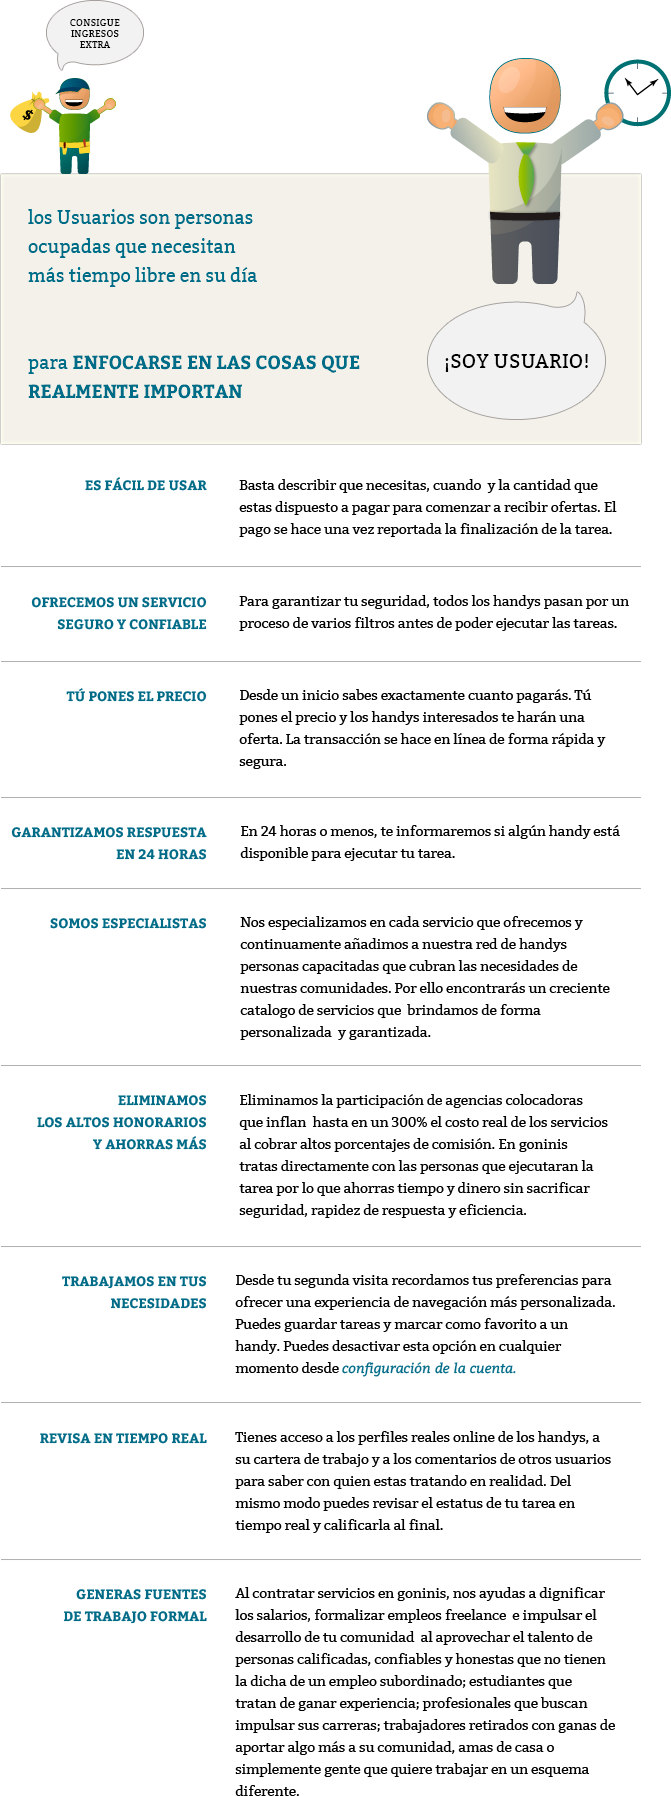 CONSIGUE
INGRESOS
EXTRA
$
los Usuarios son personas
ocupadas que necesitan
más tiempo libre en su día
para ENFOCARSE EN LAS COSAS QUE
REALMENTE IMPORTAN
¡SOY USUARIO!
ES FÁCIL DE USAR
Basta describir que necesitas, cuando  y la cantidad que
estas dispuesto a pagar para comenzar a recibir ofertas. El
pago se hace una vez reportada la finalización de la tarea.
OFRECEMOS UN SERVICIO
SEGURO Y CONFIABLE
Para garantizar tu seguridad, todos los handys pasan por un
proceso de varios filtros antes de poder ejecutar las tareas.
TÚ PONES EL PRECIO
Desde un inicio sabes exactamente cuanto pagarás. Tú
pones el precio y los handys interesados te harán una
oferta. La transacción se hace en línea de forma rápida y
segura.
GARANTIZAMOS RESPUESTA
EN 24 HORAS
En 24 horas o menos, te informaremos si algún handy está
disponible para ejecutar tu tarea.
SOMOS ESPECIALISTAS
Nos especializamos en cada servicio que ofrecemos y
continuamente añadimos a nuestra red de handys
personas capacitadas que cubran las necesidades de
nuestras comunidades. Por ello encontrarás un creciente
catalogo de servicios que  brindamos de forma
personalizada  y garantizada.
ELIMINAMOS
LOS ALTOS HONORARIOS
Y AHORRAS MÁS
Eliminamos la participación de agencias colocadoras
que inflan  hasta en un 300% el costo real de los servicios
al cobrar altos porcentajes de comisión. En goninis
tratas directamente con las personas que ejecutaran la
tarea por lo que ahorras tiempo y dinero sin sacrificar
seguridad, rapidez de respuesta y eficiencia.
TRABAJAMOS EN TUS
NECESIDADES
Desde tu segunda visita recordamos tus preferencias para
ofrecer una experiencia de navegación más personalizada.
Puedes guardar tareas y marcar como favorito a un
handy. Puedes desactivar esta opción en cualquier
momento desde configuración de la cuenta.
REVISA EN TIEMPO REAL
Tienes acceso a los perfiles reales online de los handys, a
su cartera de trabajo y a los comentarios de otros usuarios
para saber con quien estas tratando en realidad. Del
mismo modo puedes revisar el estatus de tu tarea en
tiempo real y calificarla al final.
GENERAS FUENTES
DE TRABAJO FORMAL
Al contratar servicios en goninis, nos ayudas a dignificar
los salarios, formalizar empleos freelance  e impulsar el
desarrollo de tu comunidad  al aprovechar el talento de
personas calificadas, confiables y honestas que no tienen
la dicha de un empleo subordinado; estudiantes que
tratan de ganar experiencia; profesionales que buscan
impulsar sus carreras; trabajadores retirados con ganas de
aportar algo más a su comunidad, amas de casa o
simplemente gente que quiere trabajar en un esquema
diferente.